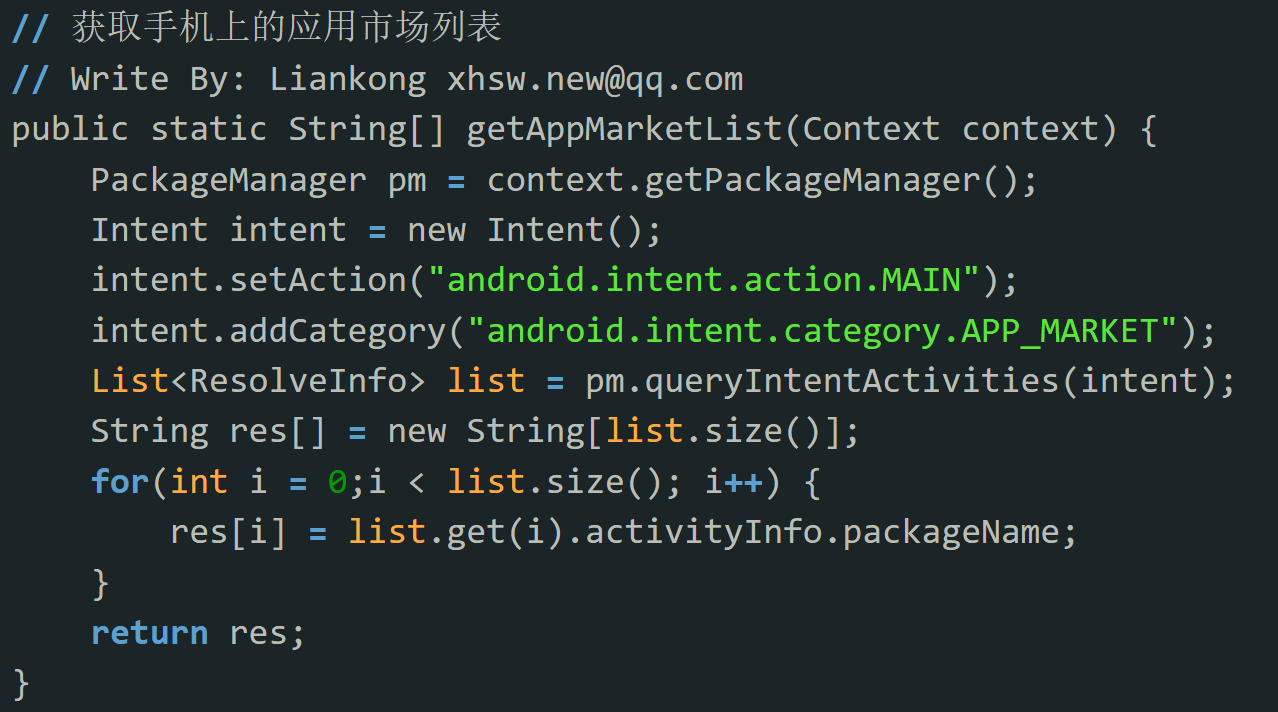 // 获取手机上的应用市场列表
// Write By: Liankong xhsw.new@qq.com
public static String[] getAppMarketList(Context context) {
    PackageManager pm = context.getPackageManager();
    Intent intent = new Intent();
    intent.setAction("android.intent.action.MAIN");
    intent.addCategory("android.intent.category.APP_MARKET");
    List<ResolveInfo> list = pm.queryIntentActivities(intent);
    String res[] = new String[list.size()];
    for(int i = 0;i < list.size(); i++) {
        res[i] = list.get(i).activityInfo.packageName;
    }
    return res;
}